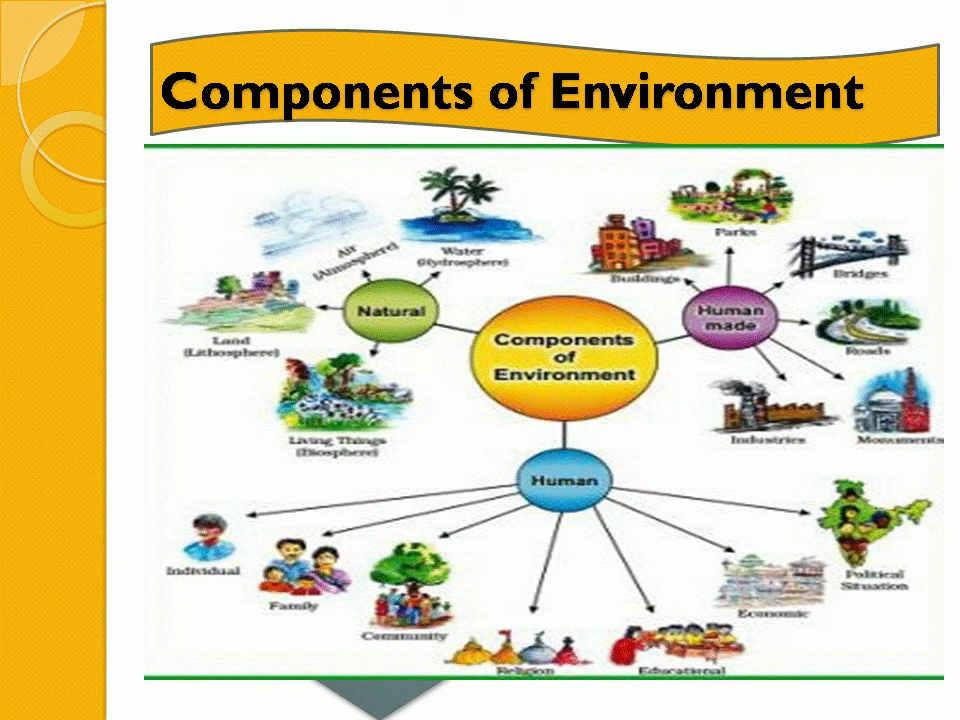 Components of Environment
Air
(Atmosphere)
Water
(Hydrosphere)
Land
(Lithosphere)
Living Things
(Biosphere)
Natural
Components
of
Environment
Human
made
Parks
Buildings
Bridges
Roads
Industries
Monuments
Human
Individual
Family
Community
Religion
Educational
Economic
Political
Situation